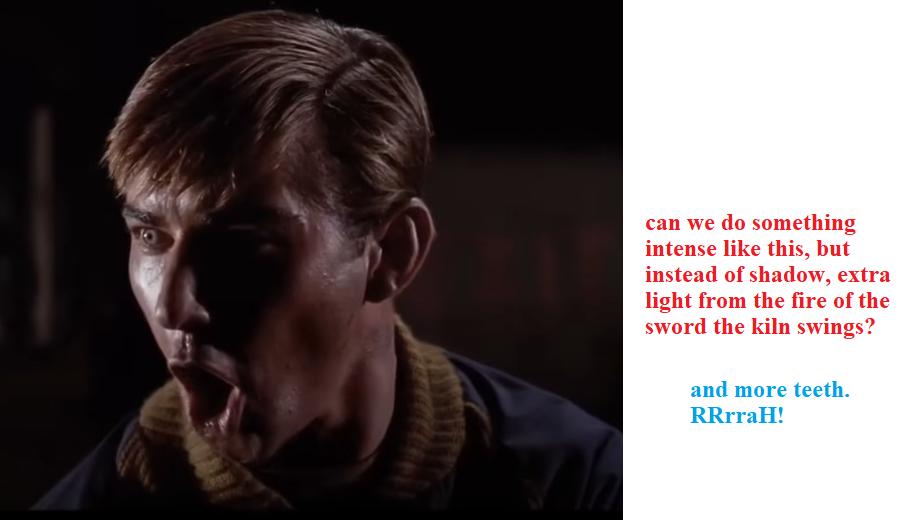 can we do something
intense like this, but
instead of shadow, extra
light from the fire of the
sword the kiln swings?
and more teeth.
RRrraH!